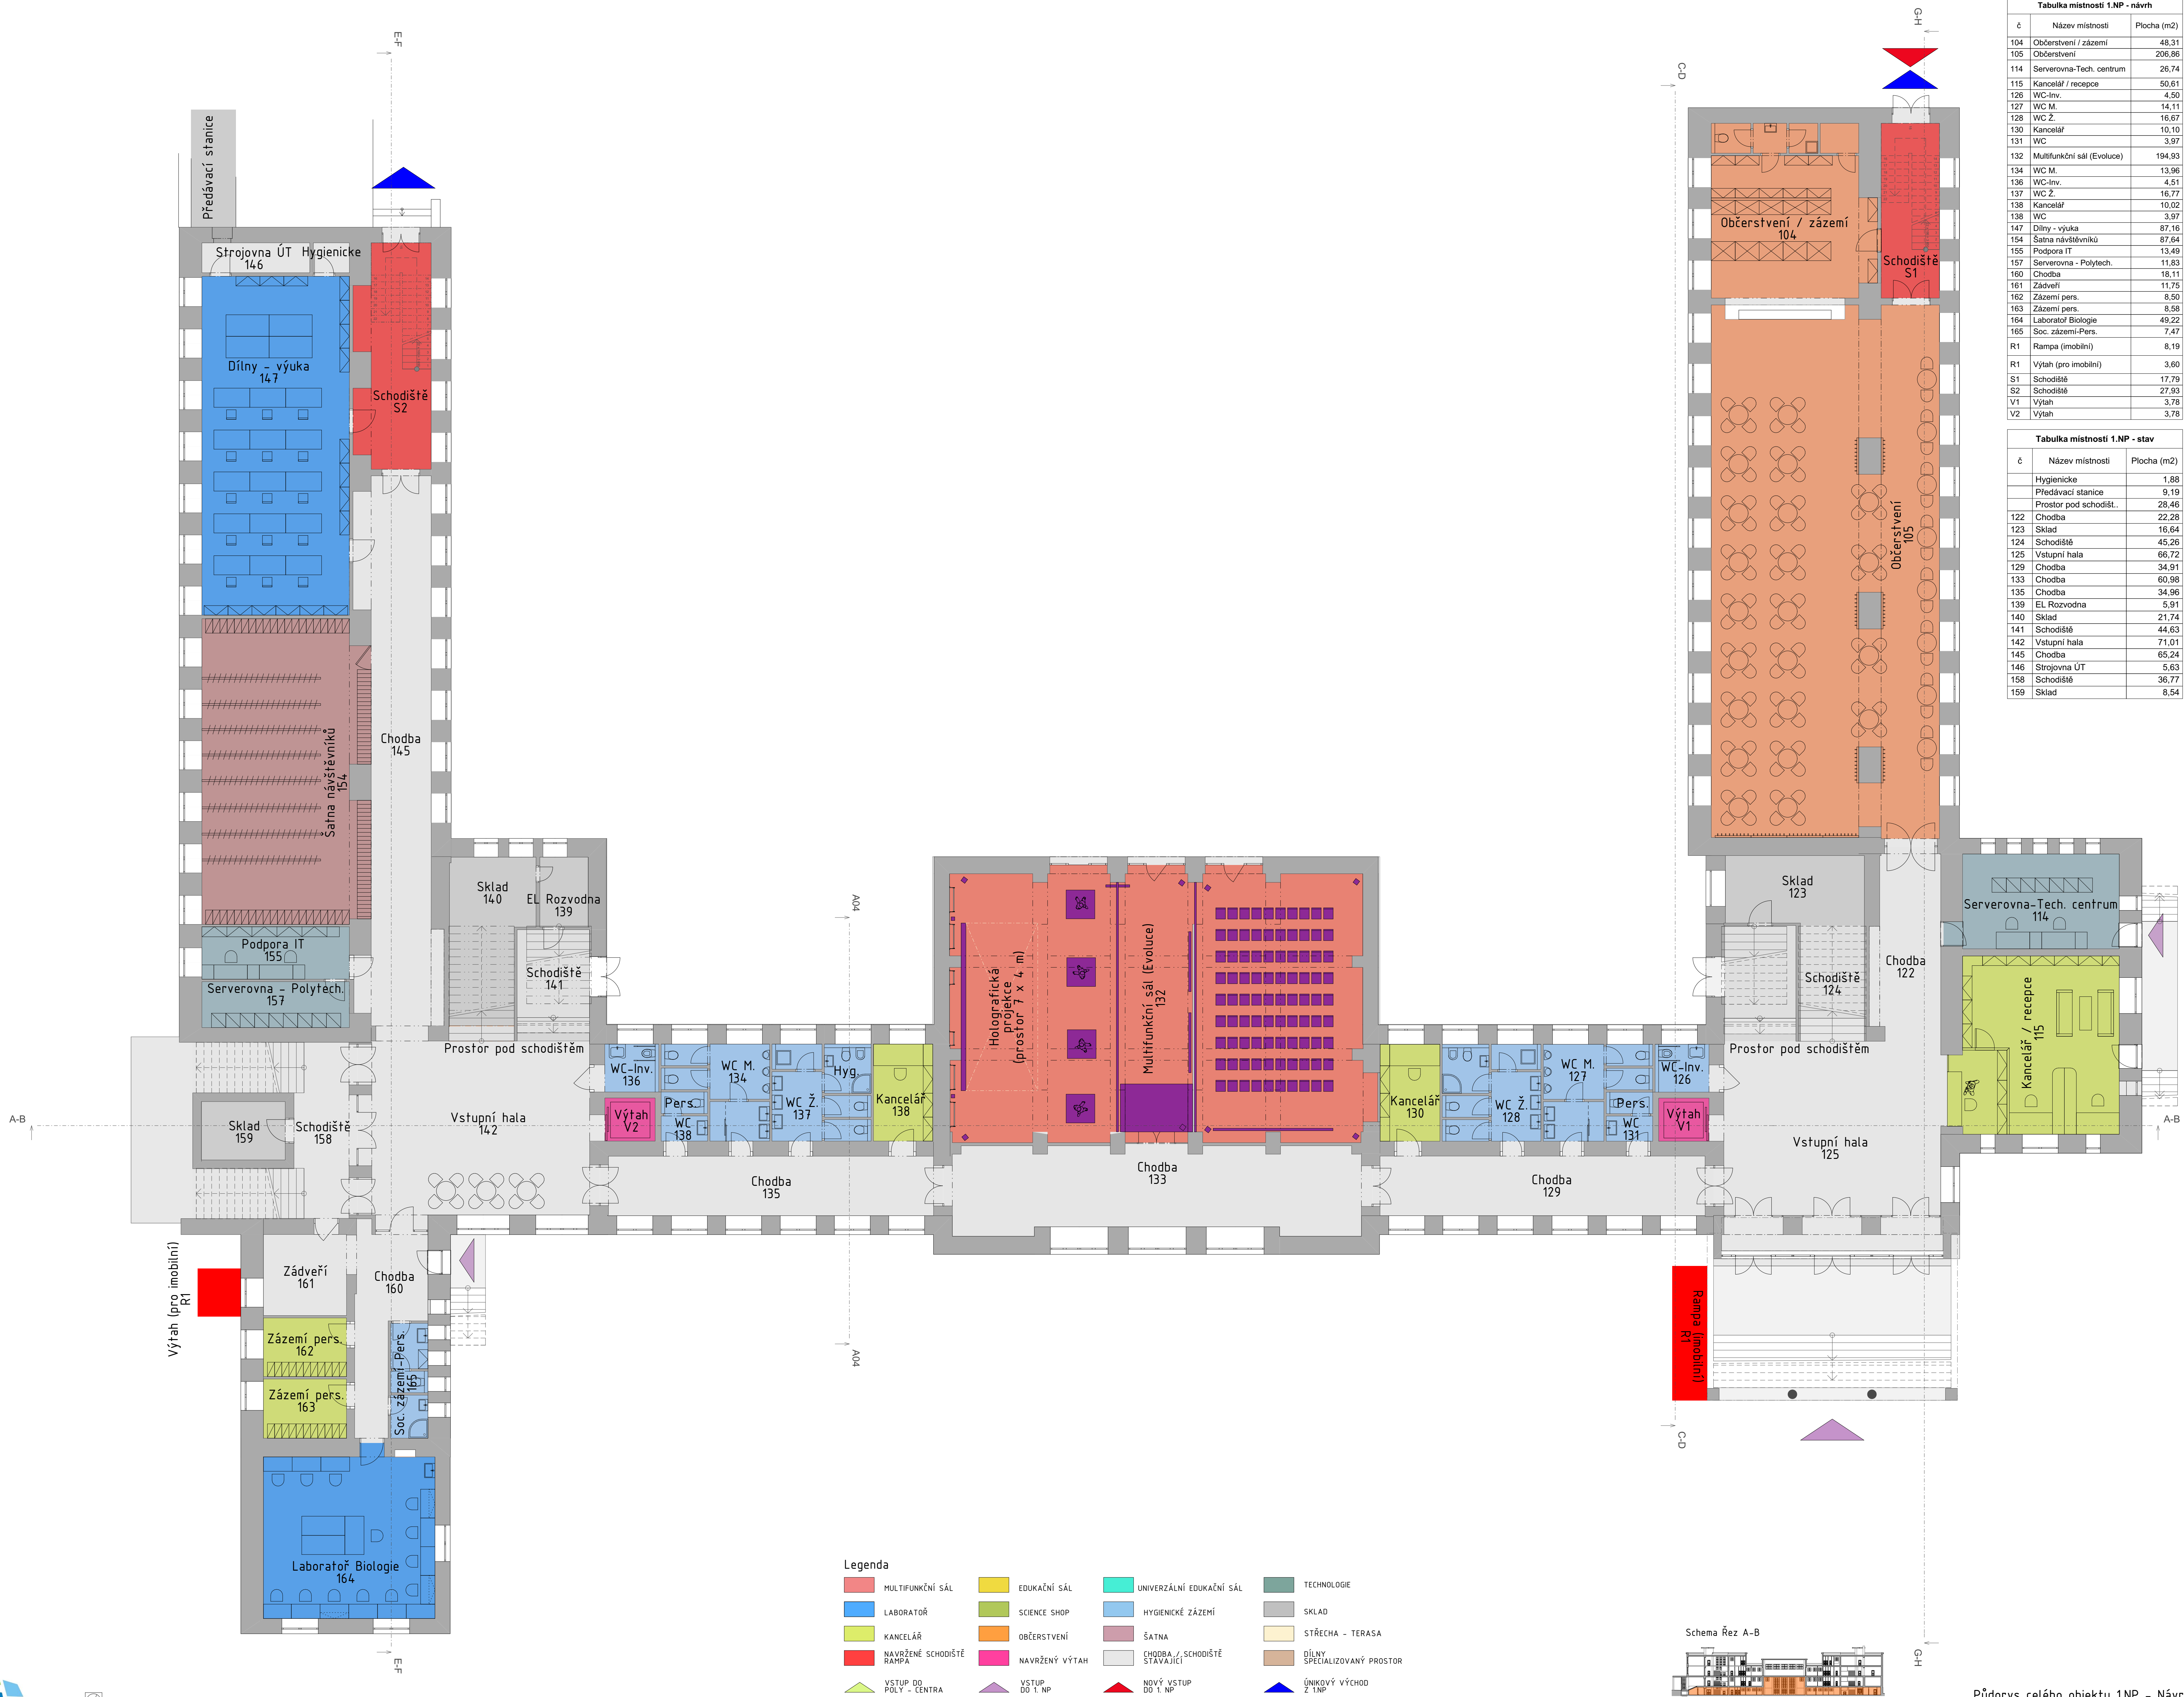 Tabulka místností 1.NP - návrh
č Název místnosti Plocha (m2)
104 Občerstvení / zázemí 48,31
105 Občerstvení 206,86
114 Serverovna-Tech. centrum 26,74
115 Kancelář / recepce 50,61
126 WC-Inv. 4,50
127 WC M. 14,11
128 WC Ž. 16,67
130 Kancelář 10,10
131 WC 3,97
132 Multifunkční sál (Evoluce) 194,93
134 WC M. 13,96
136 WC-Inv. 4,51
137 WC Ž. 16,77
138 Kancelář 10,02
138 WC 3,97
147 Dílny - výuka 87,16
154 Šatna návštěvníků 87,64
155 Podpora IT 13,49
157 Serverovna - Polytech. 11,83
160 Chodba 18,11
161 Zádveří 11,75
162 Zázemí pers. 8,50
163 Zázemí pers. 8,58
164 Laboratoř Biologie 49,22
165 Soc. zázemí-Pers. 7,47
R1 Rampa (imobilní) 8,19
R1 Výtah (pro imobilní) 3,60
S1 Schodiště 17,79
S2 Schodiště 27,93
V1 Výtah 3,78
V2 Výtah 3,78
Tabulka místností 1.NP - stav
č Název místnosti Plocha (m2)
Hygienicke 1,88
Předávací stanice 9,19
Prostor pod schodišt.. 28,46
122 Chodba 22,28
123 Sklad 16,64
124 Schodiště 45,26
125 Vstupní hala 66,72
129 Chodba 34,91
133 Chodba 60,98
135 Chodba 34,96
139 EL Rozvodna 5,91
140 Sklad 21,74
141 Schodiště 44,63
142 Vstupní hala 71,01
145 Chodba 65,24
146 Strojovna ÚT 5,63
158 Schodiště 36,77
159 Sklad 8,54
E-F
G-H
C-D
Předávací stanice
Strojovna ÚT
146
Hygienicke
Dílny - výuka
147
Schodiště
S2
Občerstvení / zázemí
104
Schodiště
S1
Občerstvení
105
Šatna návštěvníků
154
Chodba
145
Sklad
140
EL Rozvodna
139
Schodiště
141
Podpora IT
155
Serverovna - Polytech.
157
Prostor pod schodištěm
A04
Holografická
projekce
(prostor 7 x 4 m)
Multifunkční sál (Evoluce)
132
Sklad
123
Schodiště
124
Chodba
122
Serverovna-Tech. centrum
114
Kancelář / recepce
115
Prostor pod schodištěm
A-B
Sklad
159
Schodiště
158
Vstupní hala
142
WC-Inv.
136
Výtah
V2
Pers.
WC
138
WC M.
134
WC Ž.
137
Hyg.
Kancelář
138
Kancelář
130
WC Ž.
128
WC M.
127
Pers.
WC
131
WC-Inv.
126
Výtah
V1
Vstupní hala
125
A-B
Chodba
135
Chodba
133
Chodba
129
Výtah (pro imobilní)
R1
Zádveří
161
Chodba
160
Zázemí pers.
162
Zázemí pers.
163
Soc. zázemí-Pers.
165
Laboratoř Biologie
164
A04
Rampa (imobilní)
R1
C-D
E-F
G-H
Legenda
MULTIFUNKČNÍ SÁL
EDUKAČNÍ SÁL
UNIVERZÁLNÍ EDUKAČNÍ SÁL
TECHNOLOGIE
LABORATOŘ
SCIENCE SHOP
HYGIENICKÉ ZÁZEMÍ
SKLAD
KANCELÁŘ
OBČERSTVENÍ
ŠATNA
STŘECHA - TERASA
NAVRŽENÉ SCHODIŠTĚ
RAMPA
NAVRŽENÝ VÝTAH
CHODBA / SCHODIŠTĚ
STÁVAJÍCÍ
DÍLNY
SPECIALIZOVANÝ PROSTOR
VSTUP DO
POLY - CENTRA
VSTUP
DO 1. NP
NOVÝ VSTUP
DO 1. NP
ÚNIKOVÝ VÝCHOD
Z 1.NP
Schema Řez A-B
Půdorys celého objektu 1.NP - Návr